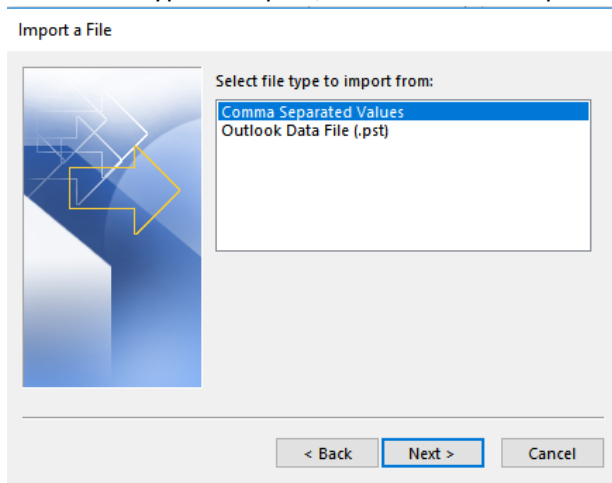 Import a File
Select file type to import from:
Comma Separated Values
Outlook Data File (.pst)
< Back
Next >
Cancel